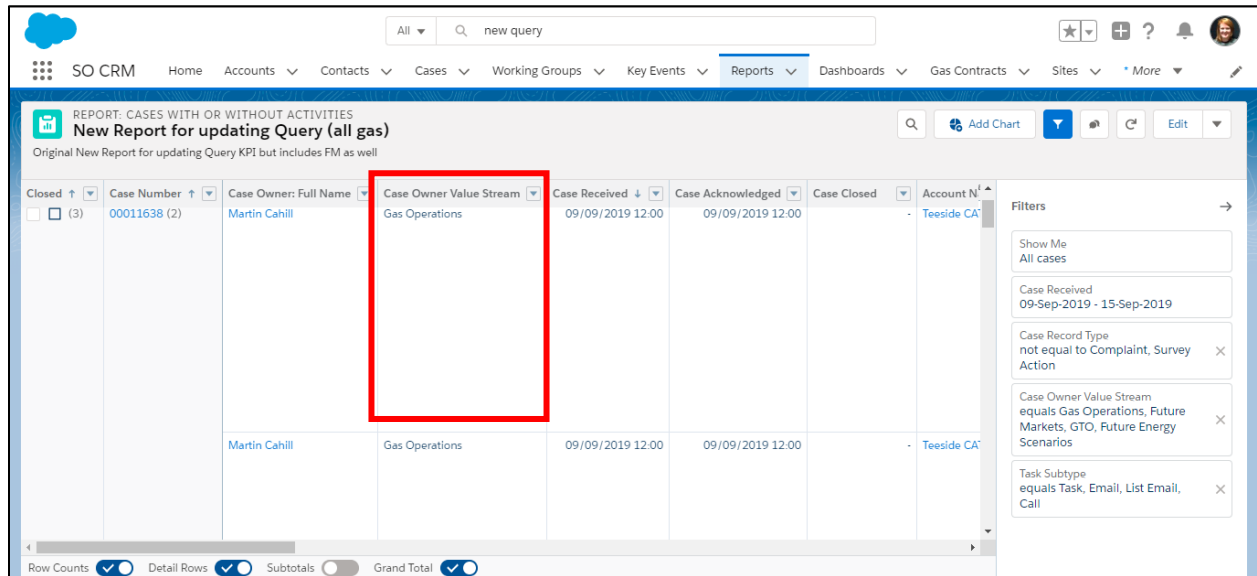 All new query
SO CRM Home Accounts Contacts Cases Working Groups Key Events Reports Dashboards Gas Contracts Sites * More
REPORT: CASES WITH OR WITHOUT ACTIVITIES
New Report for updating Query (all gas)
Original New Report for updating Query KPI but includes FM as well
Add Chart Edit
Closed ↑ Case Number ↑ Case Owner: Full Name Case Owner Value Stream Case Received ↓ Case Acknowledged Case Closed Account N
(3) 00011638 (2) Martin Cahill Gas Operations 09/09/2019 12:00 09/09/2019 12:00 - Teeside CAT
Martin Cahill Gas Operations 09/09/2019 12:00 09/09/2019 12:00 - Teeside CAT
Filters
Show Me
All cases
Case Received
09-Sep-2019 - 15-Sep-2019
Case Record Type
not equal to Complaint, Survey
Action
Case Owner Value Stream
equals Gas Operations, Future
Markets, GTO, Future Energy
Scenarios
Task Subtype
equals Task, Email, List Email,
Call
Row Counts Detail Rows Subtotals Grand Total